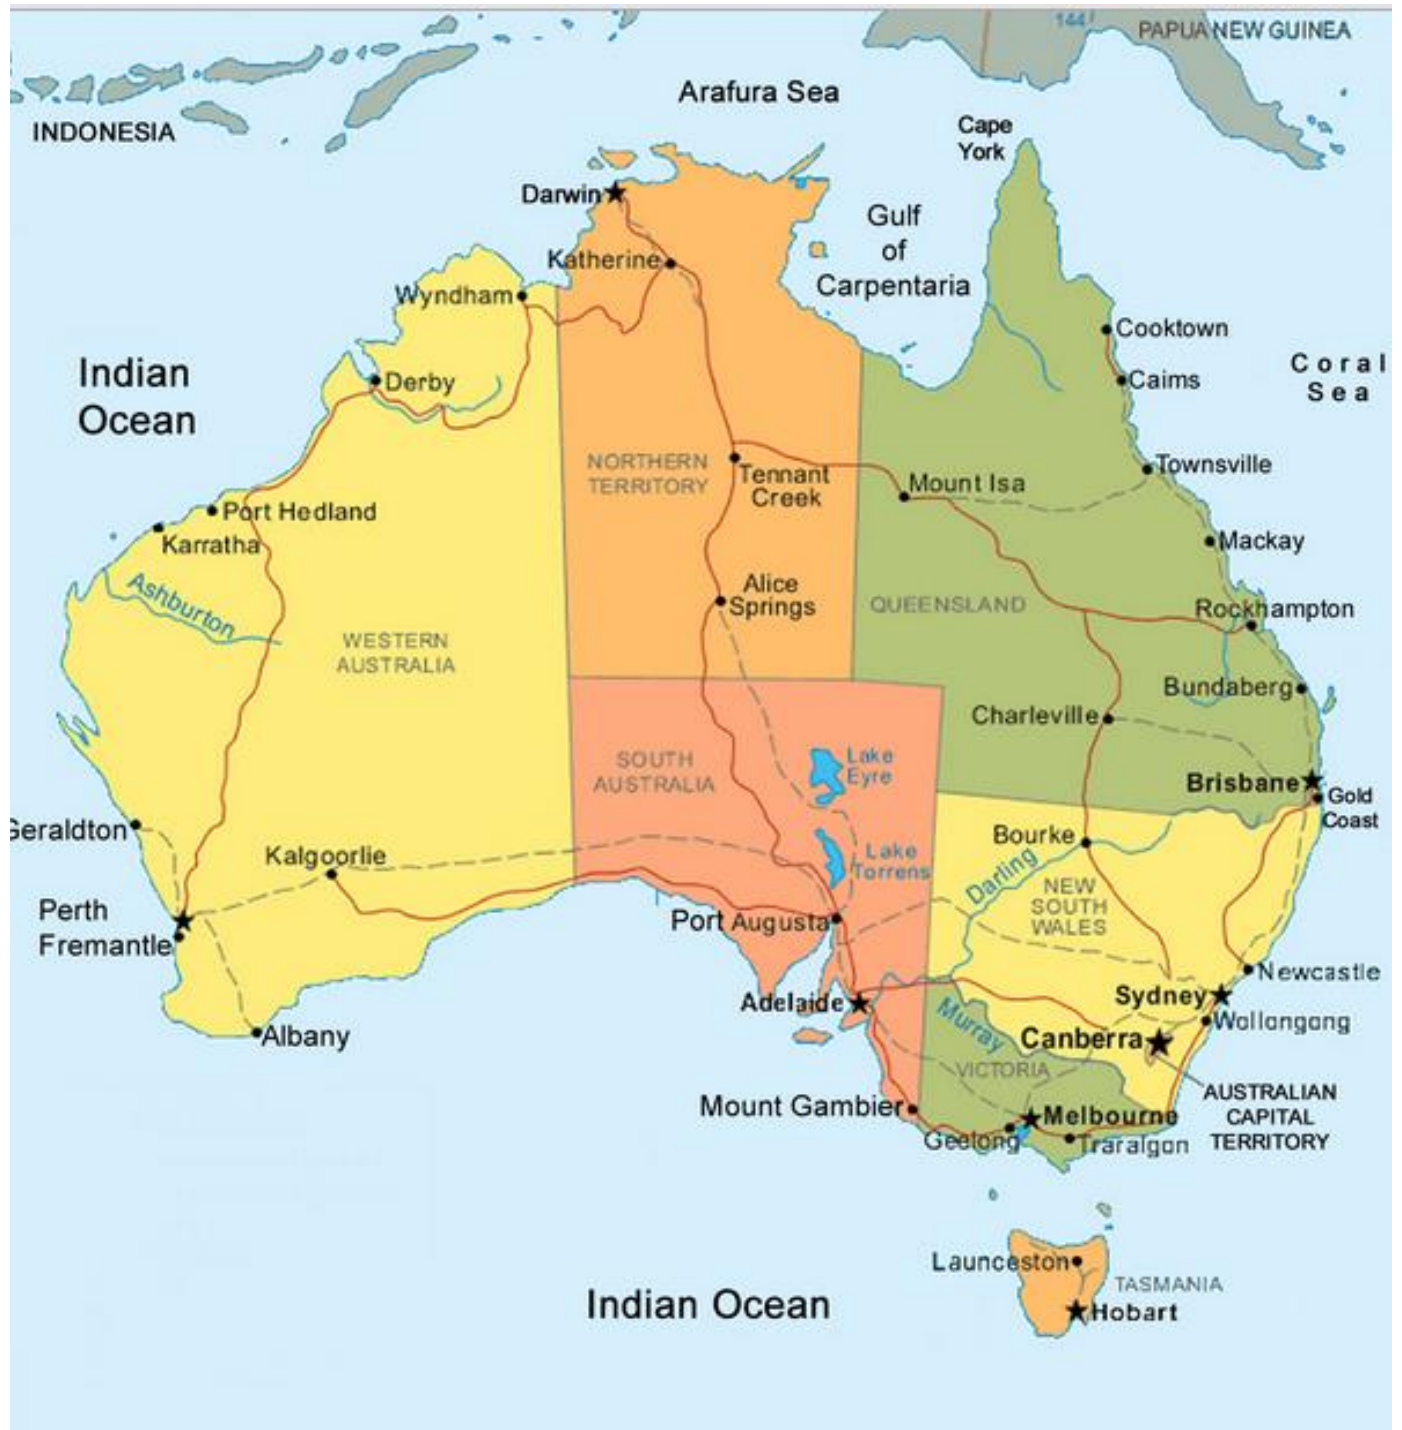 144
PAPUA NEW GUINEA
Arafura Sea
INDONESIA
Cape
York
Darwin
Gulf
of
Carpentaria
Katherine
Wyndham
Cooktown
Indian
Ocean
Derby
Caims
Coral
Sea
NORTHERN
TERRITORY
Tennant
Creek
Mount Isa
Townsville
Port Hedland
Karratha
Mackay
Ashburton
Alice
Springs
QUEENSLAND
Rockhampton
WESTERN
AUSTRALIA
Bundaberg
Charleville
SOUTH
AUSTRALIA
Lake
Eyre
Brisbane
Gold
Coast
Geraldton
Kalgoorlie
Bourke
Lake
Torrens
Darling
NEW
SOUTH
WALES
Perth
Fremantle
Port Augusta
Newcastle
Adelaide
Sydney
Wollongong
Albany
Murray
Canberra
VICTORIA
AUSTRALIAN
CAPITAL
TERRITORY
Mount Gambier
Melbourne
Geelong
Traralgon
Launceston
TASMANIA
Indian Ocean
Hobart